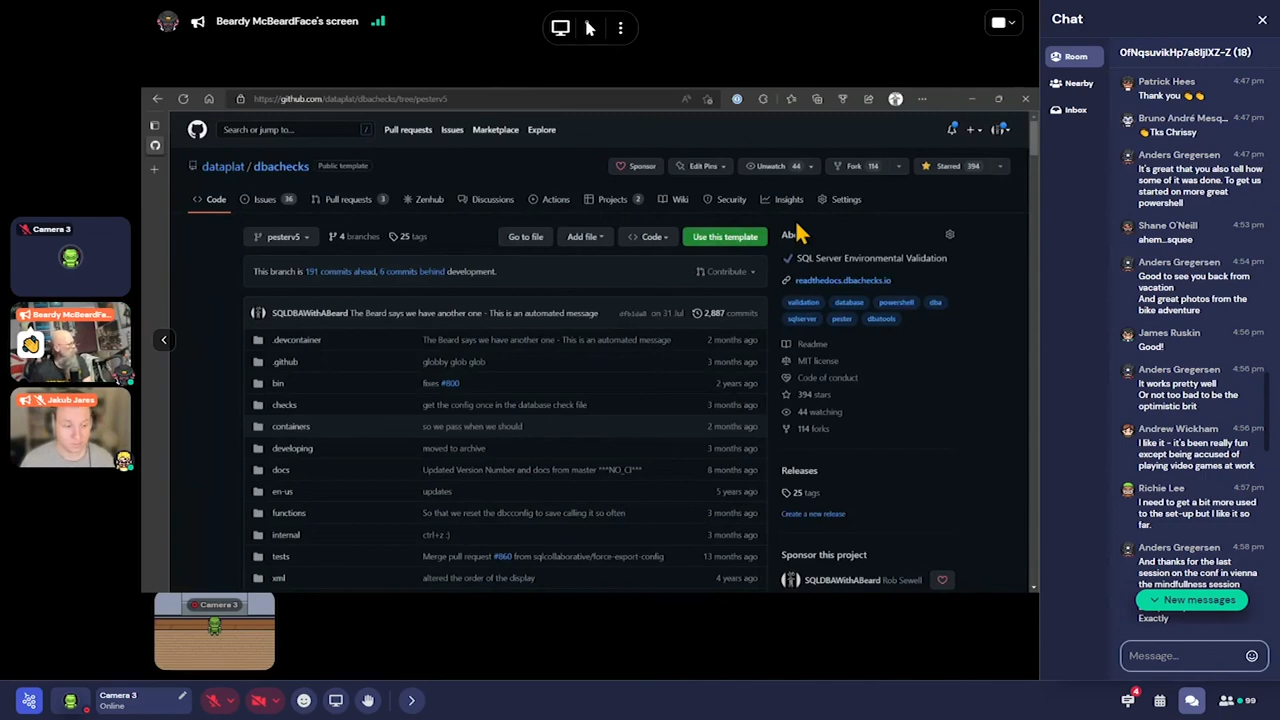 Beardy McBeardFace's screen
Chat
https://github.com/dataplat/dbachecks/tree/pesterv5
Search or jump to...
/
Pull requests
Issues
Marketplace
Explore
dataplat / dbachecks
Public template
Sponsor
Edit Pins
Unwatch 44
Fork 114
Starred 394
Code
Issues 36
Pull requests 3
Zenhub
Discussions
Actions
Projects 2
Wiki
Security
Insights
Settings
pesterv5
4 branches
25 tags
Go to file
Add file
Code
Use this template
This branch is 191 commits ahead, 6 commits behind development.
Contribute
SQLDBAWithABeard The Beard says we have another one - This is an automated message
on 31 Jul
2,887 commits
.devcontainer The Beard says we have another one - This is an automated message 2 months ago
.github globby glob glob 3 months ago
bin fixes #800 2 years ago
checks get the config once in the database check file 3 months ago
containers so we pass when we should 2 months ago
developing moved to archive 3 months ago
docs Updated Version Number and docs from master ***NO_CI*** 8 months ago
en-us updates 5 years ago
functions So that we reset the dbcconfig to save calling it so often 3 months ago
internal ctrl+z :) 3 months ago
tests Merge pull request #860 from sqlcollaborative/force-export-config 13 months ago
xml altered the order of the display 4 years ago
SQL Server Environmental Validation
readthedocs.dbachecks.io
validation database powershell dba
sqlserver pester dbatools
Readme
MIT license
Code of conduct
394 stars
44 watching
114 forks
Releases
25 tags
Create a new release
Sponsor this project
SQLDBAWithABeard Rob Sewell
Camera 3
Beardy McBeardFa...
Jakub Jares
Camera 3
Room
Nearby
Inbox
OfNqsuvikHp7a8IjlXZ-Z (18)
Patrick Hees 4:47 pm
Thank you
Bruno André Mesq... 4:47 pm
Tks Chrissy
Anders Gregersen 4:47 pm
It's great that you also tell how
some of it was done. To get us
started on more great
powershell
Shane O'Neill 4:54 pm
ahem...squee
Anders Gregersen 4:54 pm
Good to see you back from
vacation
And great photos from the
bike adventure
James Ruskin 4:56 pm
Good!
Anders Gregersen 4:56 pm
It works pretty well
Or not too bad to be the
optimistic brit
Andrew Wickham 4:56 pm
I like it - it's been really fun
except being accused of
playing video games at work
Richie Lee 4:57 pm
I need to get a bit more used
to the set-up but I like it so
far.
Anders Gregersen 4:58 pm
And thanks for the last
session on the conf in vienna
the mindfullness session
New messages
Exactly
Message...
Camera 3
Online
4
99